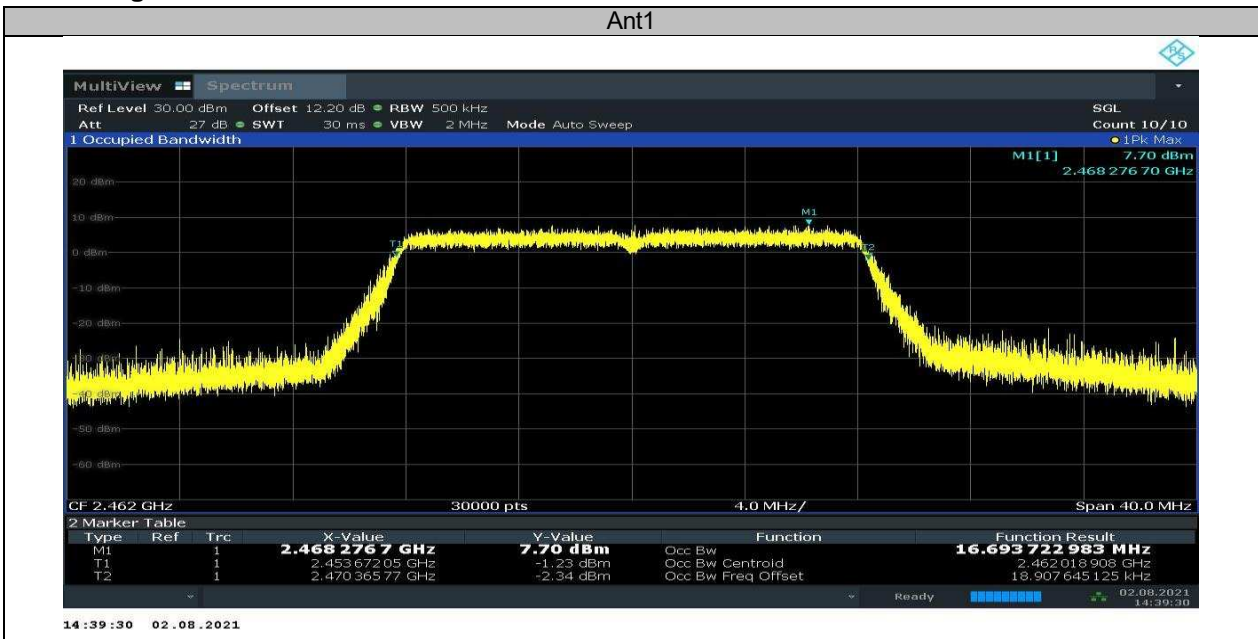 Ant1
MultiView Spectrum
Ref Level 30.00 dBm Offset 12.20 dB RBW 500 kHz SGL
Att 27 dB SWT 30 ms VBW 2 MHz Mode Auto Sweep Count 10/10
1 Occupied Bandwidth 1Pk Max
M1[1] 7.70 dBm
2.468 276 70 GHz
20 dBm
10 dBm
M1
T1
T2
0 dBm
-10 dBm
-20 dBm
-50 dBm
-60 dBm
CF 2.462 GHz 30000 pts 4.0 MHz/ Span 40.0 MHz
2 Marker Table
Type Ref Trc X-Value Y-Value Function Function Result
M1 1 2.468 276 7 GHz 7.70 dBm Occ Bw 16.693 722 983 MHz
T1 1 2.453 672 05 GHz -1.23 dBm Occ Bw Centroid 2.462 018 908 GHz
T2 1 2.470 365 77 GHz -2.34 dBm Occ Bw Freq Offset 18.907 645 125 kHz
Ready 02.08.2021
14:39:30
14:39:30 02.08.2021